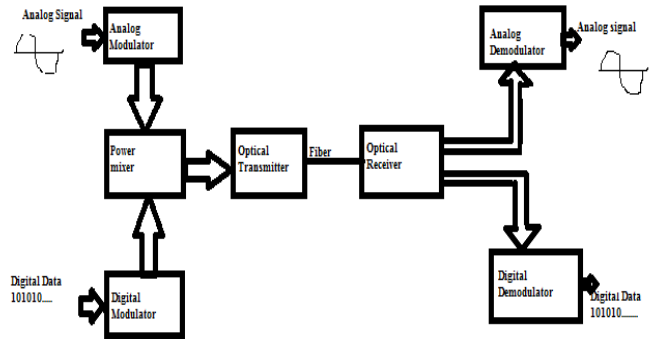 Analog Signal
Analog
Modulator
Analog
Demodulator
Analog signal
Power
mixer
Optical
Transmitter
Fiber
Optical
Receiver
Digital Data
101010.....
Digital
Modulator
Digital
Demodulator
Digital Data
101010.......